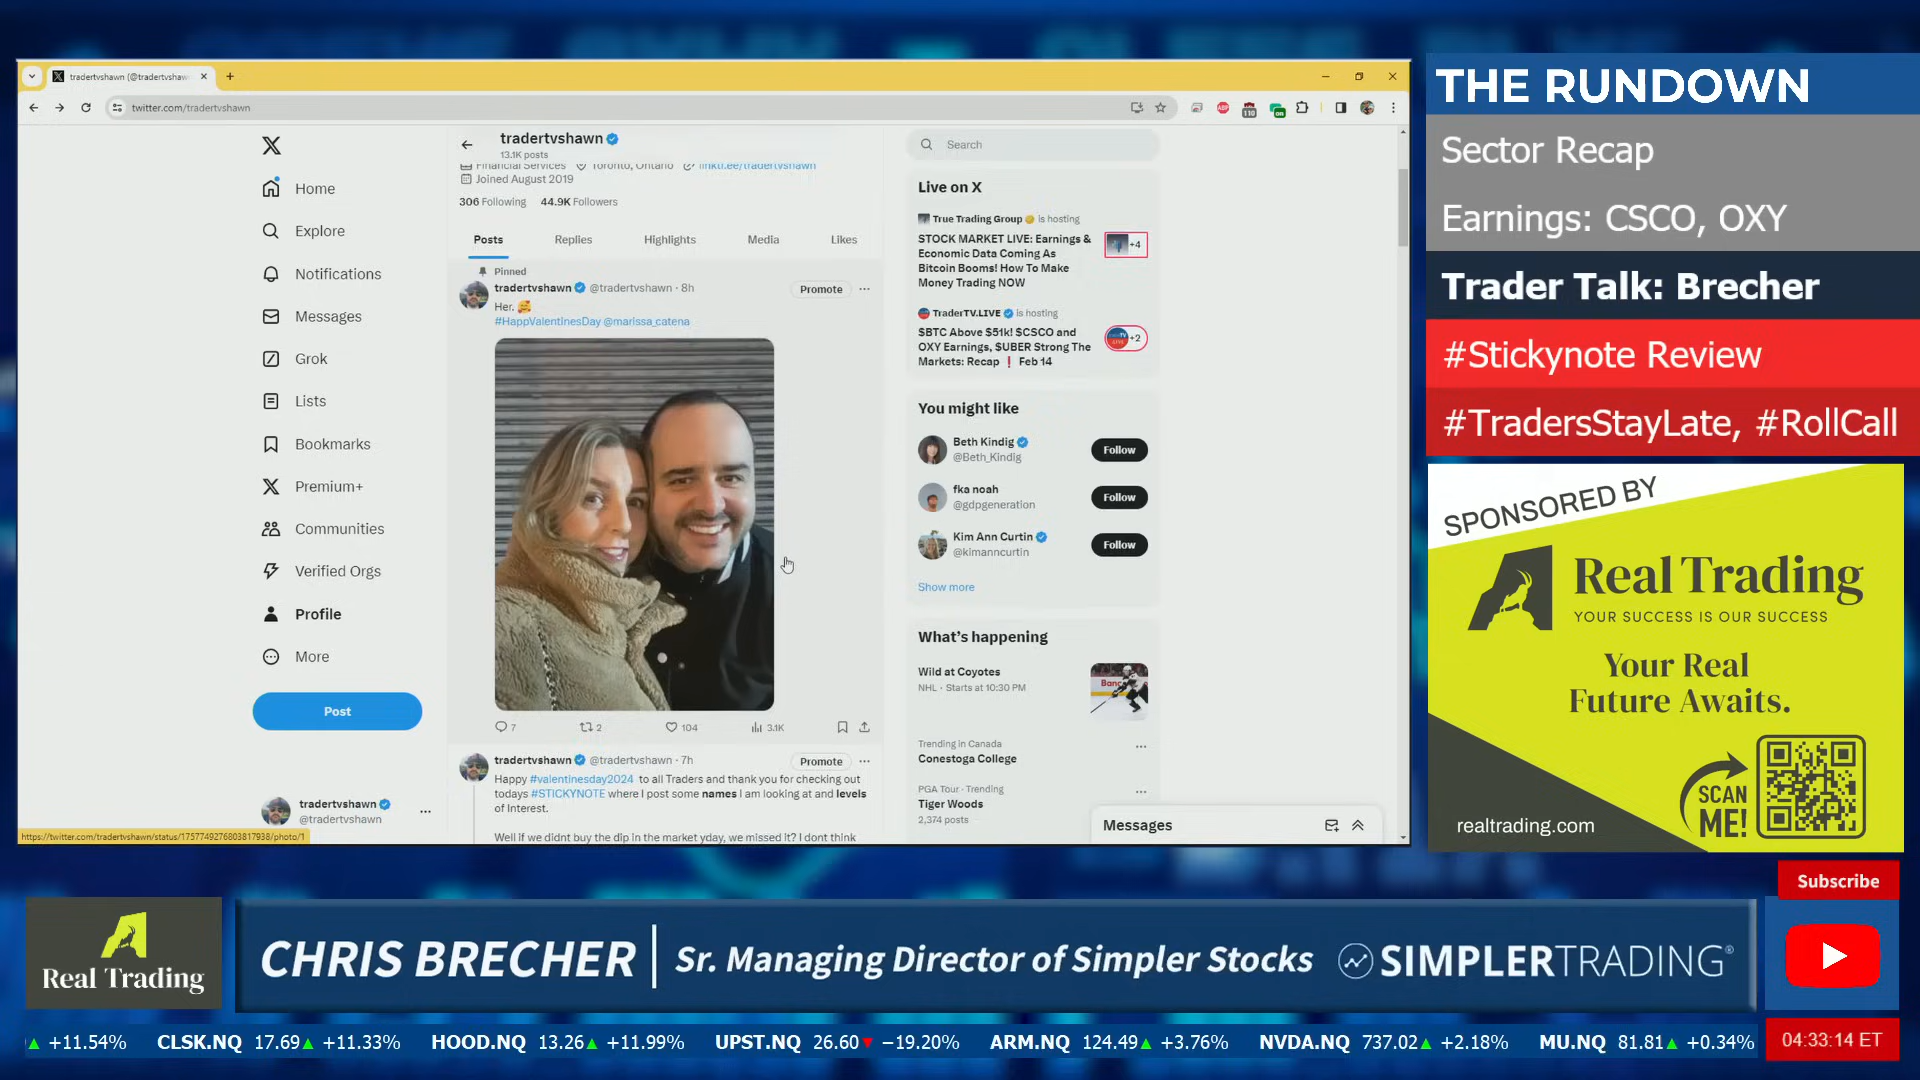 tradertvshawn (@tradertvshaw
twitter.com/tradertvshawn
Home
Explore
Notifications
Messages
Grok
Lists
Bookmarks
Premium+
Communities
Verified Orgs
Profile
More
Post
tradertvshawn
@tradertvshawn
https://twitter.com/tradertvshawn/status/1757749276803817938/photo/1
tradertvshawn
13.1K posts
Financial Services Toronto, Ontario linktr.ee/tradertvshawn
Joined August 2019
306 Following 44.9K Followers
Posts Replies Highlights Media Likes
Pinned
tradertvshawn @tradertvshawn · 8h
Promote
Her. 🥰
#HappValentinesDay @marissa_catena
7 2 104 3.1K
tradertvshawn @tradertvshawn · 7h
Promote
Happy #valentinesday2024 to all Traders and thank you for checking out
todays #STICKYNOTE where I post some names I am looking at and levels
of Interest.
Well if we didnt buy the dip in the market yday, we missed it? I dont think
Search
Live on X
True Trading Group is hosting
STOCK MARKET LIVE: Earnings &
Economic Data Coming As
Bitcoin Booms! How To Make
Money Trading NOW
+4
TraderTV.LIVE is hosting
$BTC Above $51k! $CSCO and
OXY Earnings, $UBER Strong The
Markets: Recap ❗ Feb 14
+2
You might like
Beth Kindig
@Beth_Kindig
Follow
fka noah
@gdpgeneration
Follow
Kim Ann Curtin
@kimanncurtin
Follow
Show more
What's happening
Wild at Coyotes
NHL · Starts at 10:30 PM
Trending in Canada
Conestoga College
PGA Tour · Trending
Tiger Woods
2,374 posts
Messages
THE RUNDOWN
Sector Recap
Earnings: CSCO, OXY
Trader Talk: Brecher
#Stickynote Review
#TradersStayLate, #RollCall
SPONSORED BY
Real Trading
YOUR SUCCESS IS OUR SUCCESS
Your Real
Future Awaits.
SCAN
ME!
realtrading.com
Subscribe
Real Trading
CHRIS BRECHER | Sr. Managing Director of Simpler Stocks SIMPLERTRADING®
▲ +11.54% CLSK.NQ 17.69▲ +11.33% HOOD.NQ 13.26▲ +11.99% UPST.NQ 26.60▼ −19.20% ARM.NQ 124.49▲ +3.76% NVDA.NQ 737.02▲ +2.18% MU.NQ 81.81▲ +0.34%
04:33:14 ET